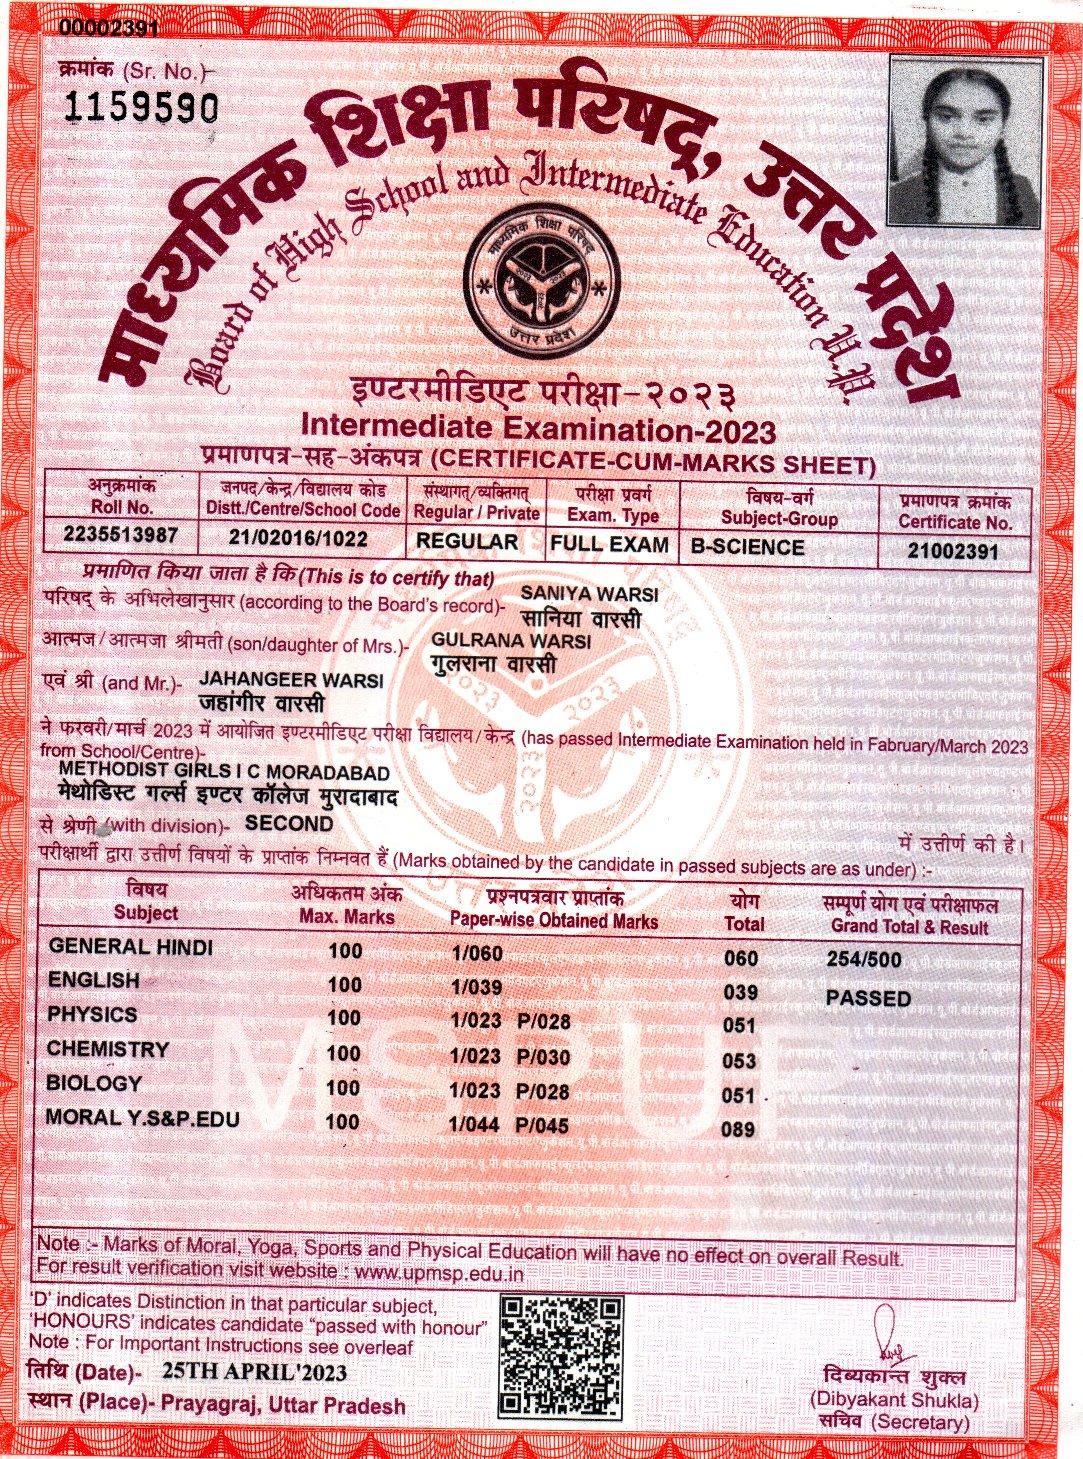 00002391
क्रमांक (Sr. No.)-
1159590
माध्यमिक शिक्षा परिषद्, उत्तर प्रदेश
Board of High School and Intermediate Education U.P.
माध्यमिक शिक्षा परिषद
उत्तर प्रदेश
इण्टरमीडिएट परीक्षा-२०२३
Intermediate Examination-2023
प्रमाणपत्र-सह-अंकपत्र (CERTIFICATE-CUM-MARKS SHEET)
अनुक्रमांक जनपद/केन्द्र/विद्यालय कोड संस्थागत/व्यक्तिगत परीक्षा प्रवर्ग विषय-वर्ग प्रमाणपत्र क्रमांक
Roll No. Distt./Centre/School Code Regular / Private Exam. Type Subject-Group Certificate No.
2235513987 21/02016/1022 REGULAR FULL EXAM B-SCIENCE 21002391
प्रमाणित किया जाता है कि (This is to certify that)
परिषद् के अभिलेखानुसार (according to the Board's record)- SANIYA WARSI
सानिया वारसी
आत्मज/आत्मजा श्रीमती (son/daughter of Mrs.)- GULRANA WARSI
गुलराना वारसी
एवं श्री (and Mr.)- JAHANGEER WARSI
जहांगीर वारसी
ने फरवरी/मार्च 2023 में आयोजित इण्टरमीडिएट परीक्षा विद्यालय/केन्द्र (has passed Intermediate Examination held in Fabruary/March 2023
from School/Centre)-
METHODIST GIRLS I C MORADABAD
मेथोडिस्ट गर्ल्स इण्टर कॉलेज मुरादाबाद
से श्रेणी (with division)- SECOND में उत्तीर्ण की है।
परीक्षार्थी द्वारा उत्तीर्ण विषयों के प्राप्तांक निम्नवत हैं (Marks obtained by the candidate in passed subjects are as under) :-
विषय अधिकतम अंक प्रश्नपत्रवार प्राप्तांक योग सम्पूर्ण योग एवं परीक्षाफल
Subject Max. Marks Paper-wise Obtained Marks Total Grand Total & Result
GENERAL HINDI 100 1/060 060 254/500
ENGLISH 100 1/039 039 PASSED
PHYSICS 100 1/023 P/028 051
CHEMISTRY 100 1/023 P/030 053
BIOLOGY 100 1/023 P/028 051
MORAL Y.S&P.EDU 100 1/044 P/045 089
MSPUP
Note :- Marks of Moral, Yoga, Sports and Physical Education will have no effect on overall Result.
For result verification visit website : www.upmsp.edu.in
'D' indicates Distinction in that particular subject,
'HONOURS' indicates candidate "passed with honour"
Note : For Important Instructions see overleaf
तिथि (Date)- 25TH APRIL'2023
स्थान (Place)- Prayagraj, Uttar Pradesh
दिब्यकान्त शुक्ल
(Dibyakant Shukla)
सचिव (Secretary)